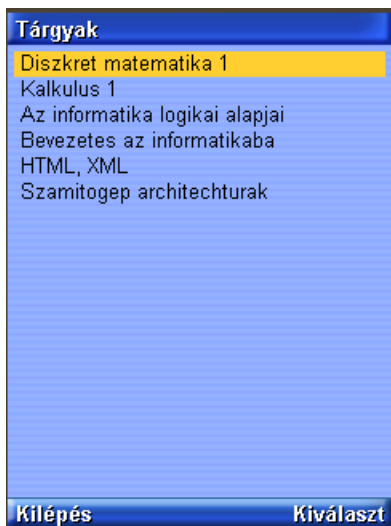 Tárgyak
Diszkret matematika 1
Kalkulus 1
Az informatika logikai alapjai
Bevezetes az informatikaba
HTML, XML
Szamitogep architechturak
Kilépés Kiválaszt